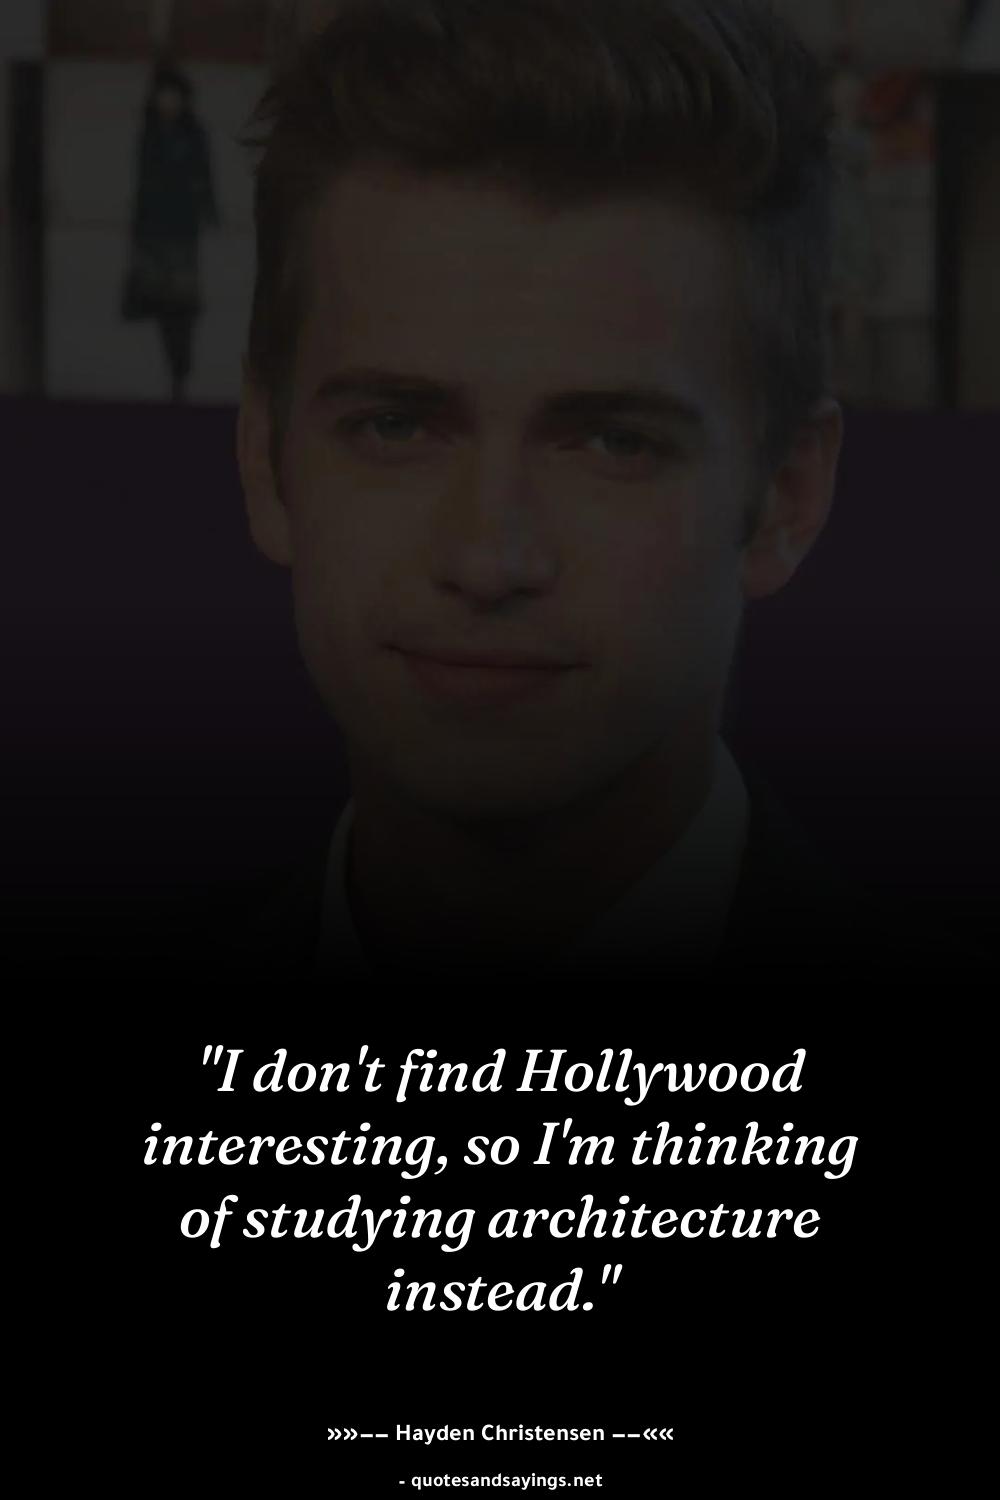 "I don't find Hollywood
interesting, so I'm thinking
of studying architecture
instead."
»»−− Hayden Christensen −−««
- quotesandsayings.net